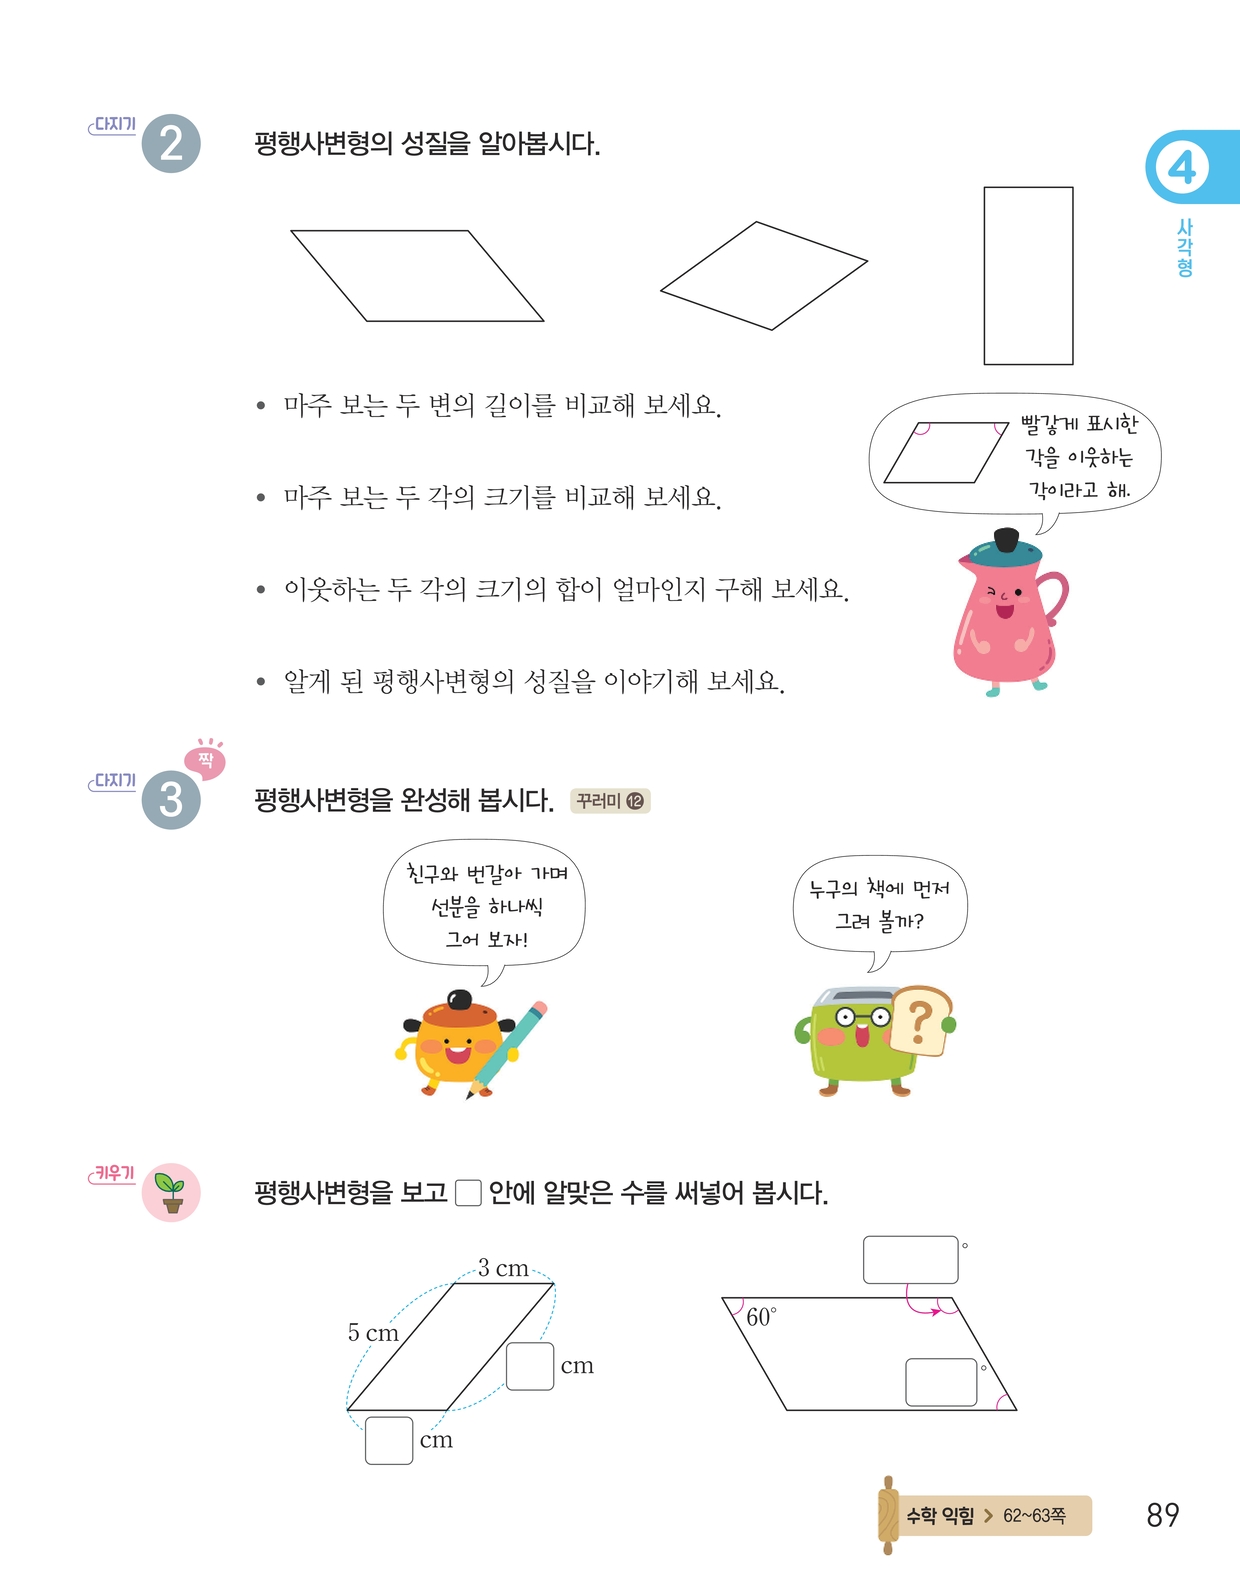 다지기
2
평행사변형의 성질을 알아봅시다.
4
사각형
마주 보는 두 변의 길이를 비교해 보세요.
빨갛게 표시한
각을 이웃하는
각이라고 해.
마주 보는 두 각의 크기를 비교해 보세요.
이웃하는 두 각의 크기의 합이 얼마인지 구해 보세요.
알게 된 평행사변형의 성질을 이야기해 보세요.
짝
다지기
3
평행사변형을 완성해 봅시다. 꾸러미 12
친구와 번갈아 가며
선분을 하나씩
그어 보자!
누구의 책에 먼저
그려 볼까?
?
키우기
평행사변형을 보고 □ 안에 알맞은 수를 써넣어 봅시다.
3 cm
5 cm
cm
cm
°
60°
°
수학 익힘 > 62~63쪽
89